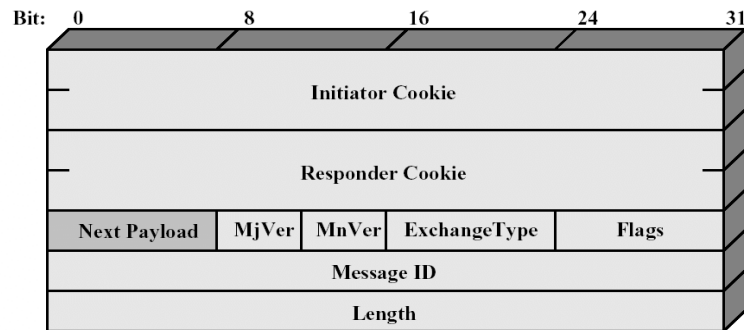 Bit: 0 8 16 24 31
Initiator Cookie
Responder Cookie
Next Payload MjVer MnVer ExchangeType Flags
Message ID
Length